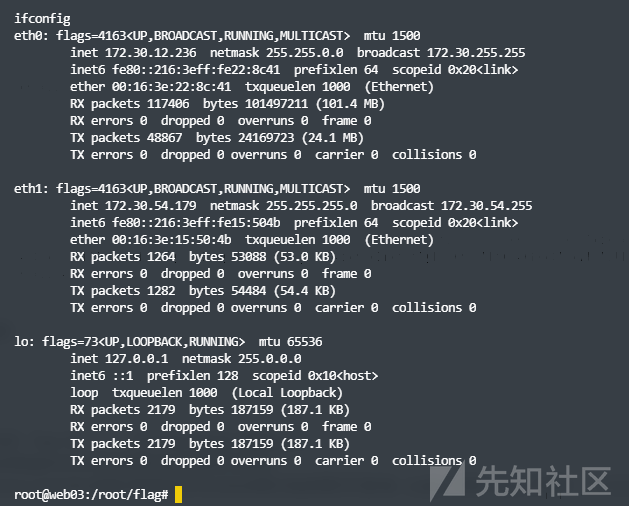 ifconfig
eth0: flags=4163<UP,BROADCAST,RUNNING,MULTICAST>  mtu 1500
        inet 172.30.12.236  netmask 255.255.0.0  broadcast 172.30.255.255
        inet6 fe80::216:3eff:fe22:8c41  prefixlen 64  scopeid 0x20<link>
        ether 00:16:3e:22:8c:41  txqueuelen 1000  (Ethernet)
        RX packets 117406  bytes 101497211 (101.4 MB)
        RX errors 0  dropped 0  overruns 0  frame 0
        TX packets 48867  bytes 24169723 (24.1 MB)
        TX errors 0  dropped 0 overruns 0  carrier 0  collisions 0

eth1: flags=4163<UP,BROADCAST,RUNNING,MULTICAST>  mtu 1500
        inet 172.30.54.179  netmask 255.255.255.0  broadcast 172.30.54.255
        inet6 fe80::216:3eff:fe15:504b  prefixlen 64  scopeid 0x20<link>
        ether 00:16:3e:15:50:4b  txqueuelen 1000  (Ethernet)
        RX packets 1264  bytes 53088 (53.0 KB)
        RX errors 0  dropped 0  overruns 0  frame 0
        TX packets 1282  bytes 54484 (54.4 KB)
        TX errors 0  dropped 0 overruns 0  carrier 0  collisions 0

lo: flags=73<UP,LOOPBACK,RUNNING>  mtu 65536
        inet 127.0.0.1  netmask 255.0.0.0
        inet6 ::1  prefixlen 128  scopeid 0x10<host>
        loop  txqueuelen 1000  (Local Loopback)
        RX packets 2179  bytes 187159 (187.1 KB)
        RX errors 0  dropped 0  overruns 0  frame 0
        TX packets 2179  bytes 187159 (187.1 KB)
        TX errors 0  dropped 0 overruns 0  carrier 0  collisions 0

root@web03:/root/flag#
先知社区